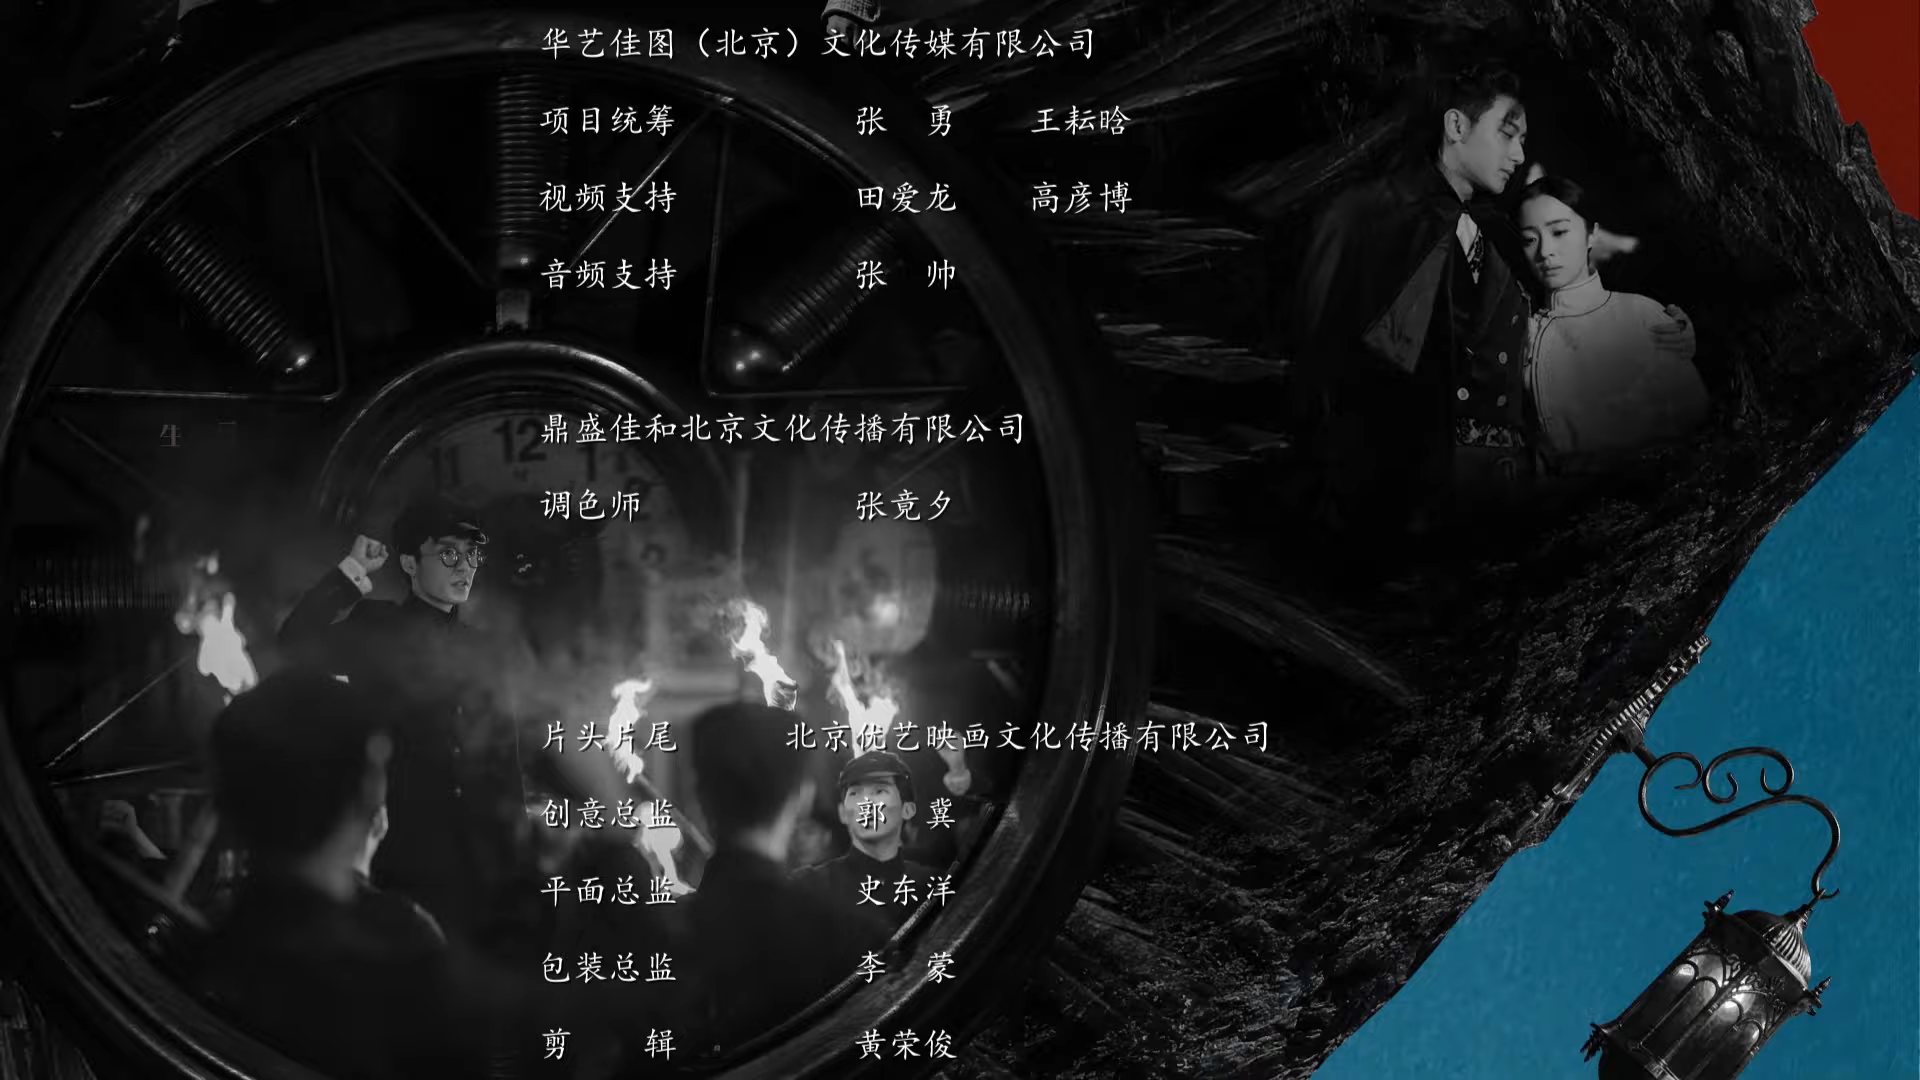 华艺佳图（北京）文化传媒有限公司
项目统筹 张 勇 王耘晗
视频支持 田爱龙 高彦博
音频支持 张 帅
鼎盛佳和北京文化传播有限公司
12
11
生
调色师 张竟夕
片头片尾 北京优艺映画文化传播有限公司
创意总监 郭 冀
平面总监 史东洋
包装总监 李 蒙
剪 辑 黄荣俊